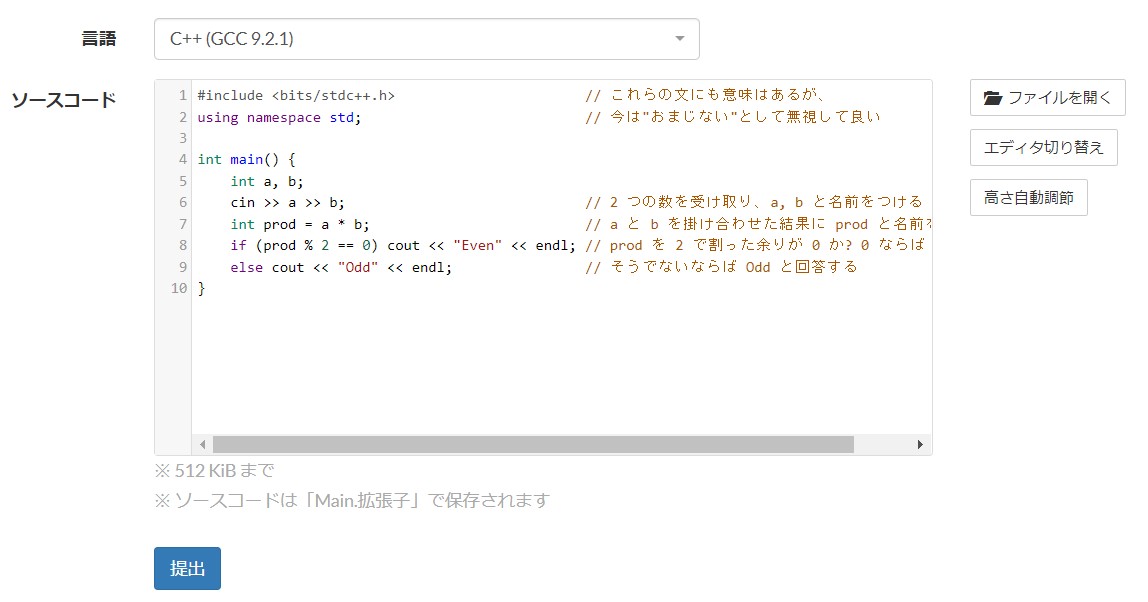 言語
C++ (GCC 9.2.1)
ソースコード
1 #include <bits/stdc++.h> // これらの文にも意味はあるが、
2 using namespace std; // 今は"おまじない"として無視して良い
3
4 int main() {
5 int a, b;
6 cin >> a >> b; // 2 つの数を受け取り、a, b と名前をつける
7 int prod = a * b; // a と b を掛け合わせた結果に prod と名前を
8 if (prod % 2 == 0) cout << "Even" << endl; // prod を 2 で割った余りが 0 か? 0 ならば
9 else cout << "Odd" << endl; // そうでないならば Odd と回答する
10 }
ファイルを開く
エディタ切り替え
高さ自動調節
※ 512 KiB まで
※ ソースコードは「Main.拡張子」で保存されます
提出